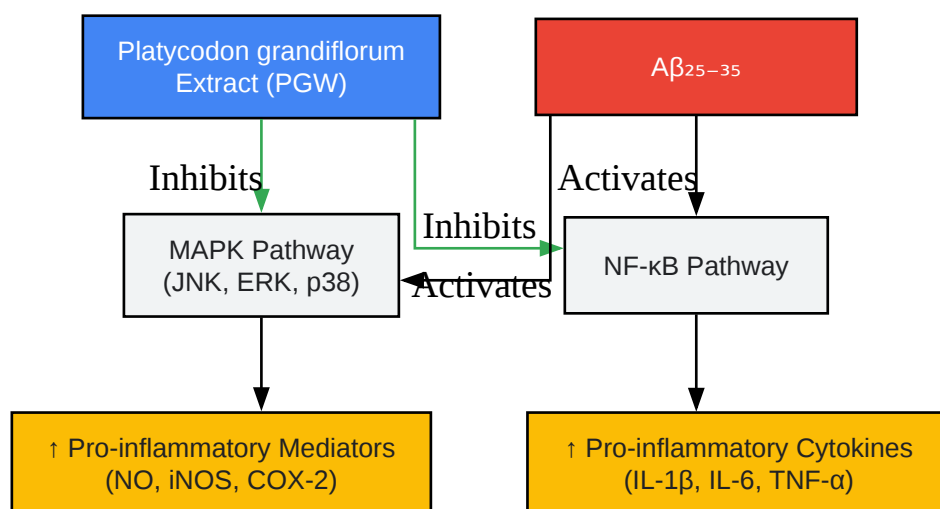 Platycodon grandiflorum
Extract (PGW)
Aβ₂₅₋₃₅
Inhibits
Activates
Inhibits
Activates
MAPK Pathway
(JNK, ERK, p38)
NF-κB Pathway
↑ Pro-inflammatory Mediators
(NO, iNOS, COX-2)
↑ Pro-inflammatory Cytokines
(IL-1β, IL-6, TNF-α)